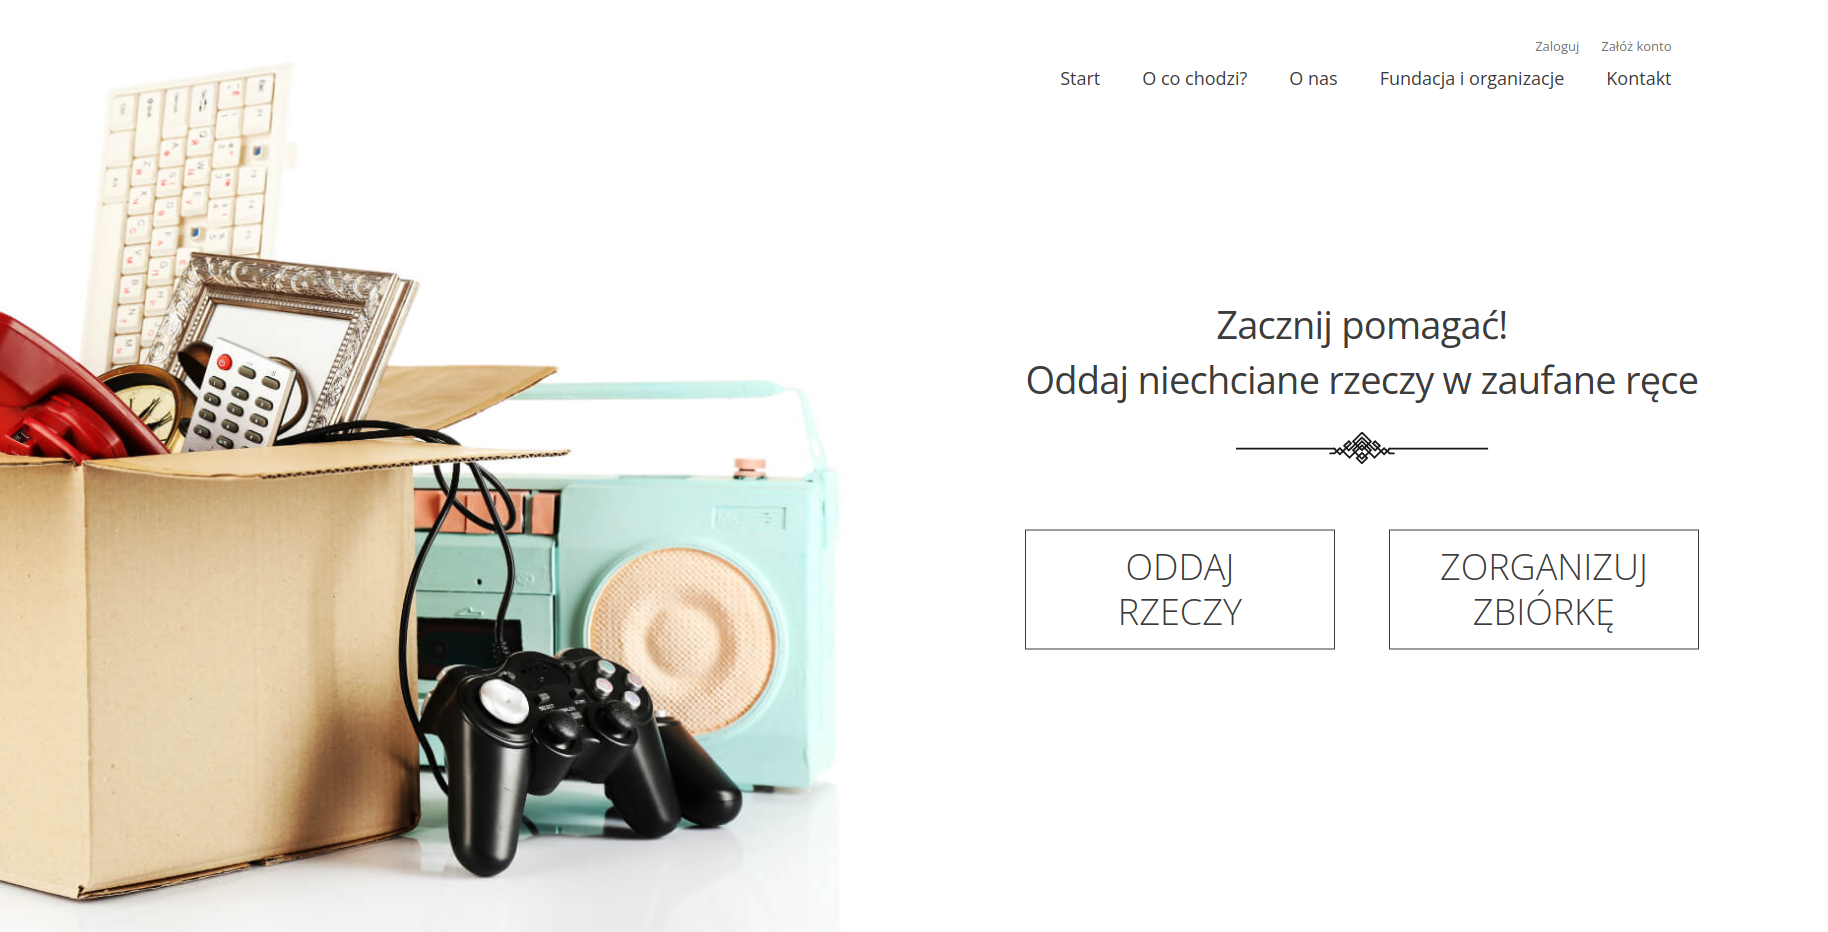 Zaloguj Załóż konto
Start O co chodzi? O nas Fundacja i organizacje Kontakt
Zacznij pomagać!
Oddaj niechciane rzeczy w zaufane ręce
ODDAJ
RZECZY
ZORGANIZUJ
ZBIÓRKĘ